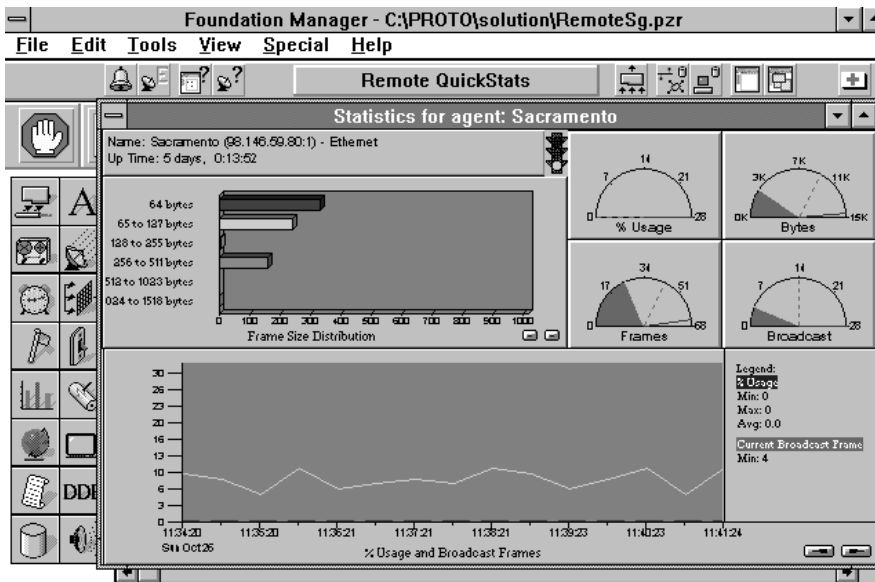 Foundation Manager - C:\PROTO\solution\RemoteSg.pzr
File Edit Tools View Special Help
Remote QuickStats
Statistics for agent: Sacramento
Name: Sacramento (98.146.59.80:1) - Ethernet
Up Time: 5 days, 0:13:52
64 bytes
65 to 127 bytes
128 to 255 bytes
256 to 511 bytes
512 to 1023 bytes
024 to 1518 bytes
0 100 200 300 400 500 600 700 800 900 1000
Frame Size Distribution
0 7 14 21 28
% Usage
0K 3K 7K 11K 15K
Bytes
0 17 34 51 68
Frames
0 7 14 21 28
Broadcast
A
DDE
30
26
23
20
16
13
10
6
3
0
11:34:20 11:35:20 11:36:21 11:37:21 11:38:21 11:39:23 11:40:23 11:41:24
Sun Oct 26
% Usage and Broadcast Frames
Legend:
% Usage
Min: 0
Max: 0
Avg: 0.0
Current Broadcast Frame
Min: 4